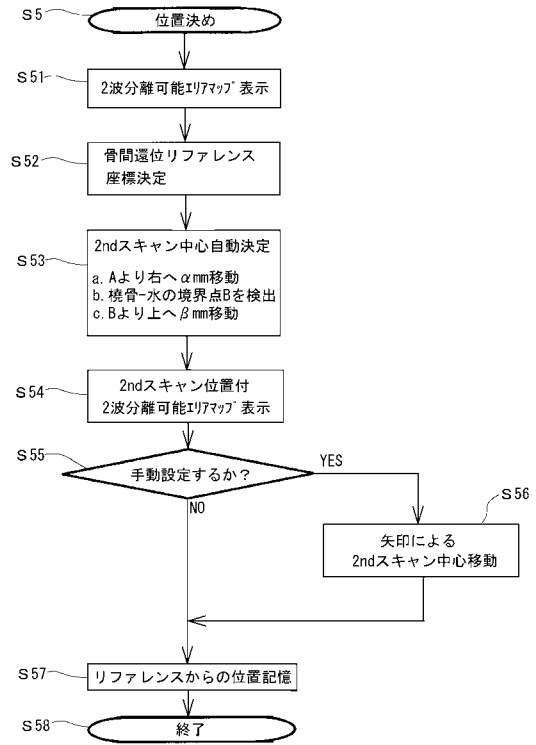 S5
位置決め
S51
2波分離可能ｴﾘｱﾏｯﾌﾟ表示
S52
骨間還位リファレンス
座標決定
S53
2ndスキャン中心自動決定
a. Aより右へαmm移動
b.橈骨-水の境界点Bを検出
c. Bより上へβmm移動
S54
2ndスキャン位置付
2波分離可能ｴﾘｱﾏｯﾌﾟ表示
S55
手動設定するか？
YES
NO
S56
矢印による
2ndスキャン中心移動
S57
リファレンスからの位置記憶
S58
終了